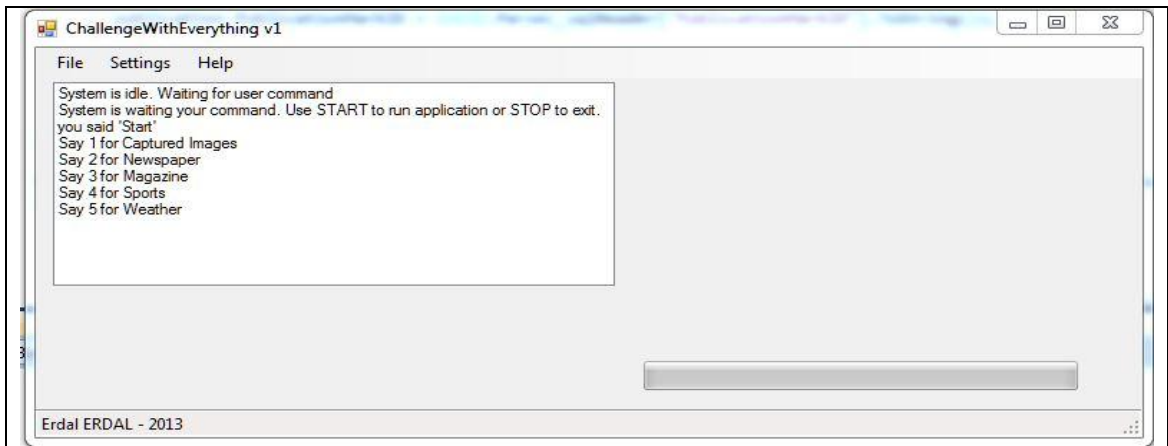 ChallengeWithEverything v1
File Settings Help
System is idle. Waiting for user command
System is waiting your command. Use START to run application or STOP to exit.
you said 'Start'
Say 1 for Captured Images
Say 2 for Newspaper
Say 3 for Magazine
Say 4 for Sports
Say 5 for Weather
Erdal ERDAL - 2013